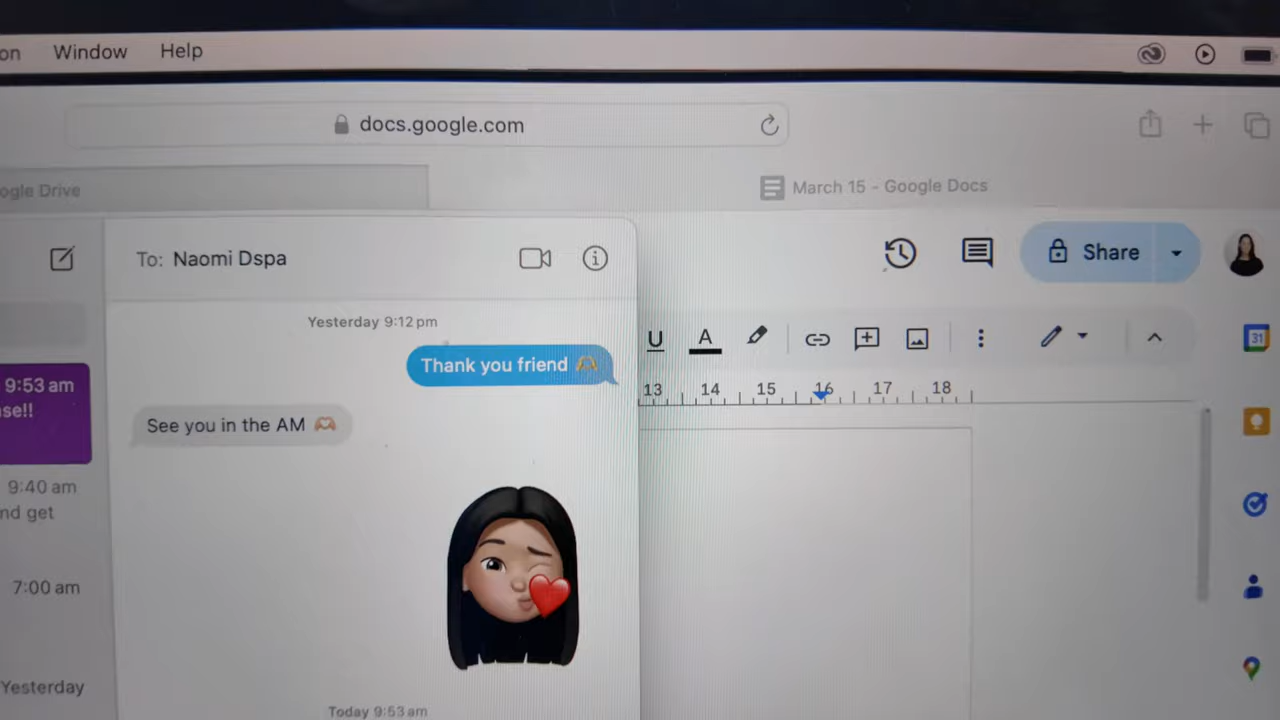 on Window Help
docs.google.com
ogle Drive
March 15 - Google Docs
To: Naomi Dspa
Share
Yesterday 9:12 pm
U A
Thank you friend 🫶🏼
9:53 am
se!!
13 14 15 16 17 18
See you in the AM 🫶🏼
9:40 am
nd get
7:00 am
Yesterday
Today 9:53 am
31